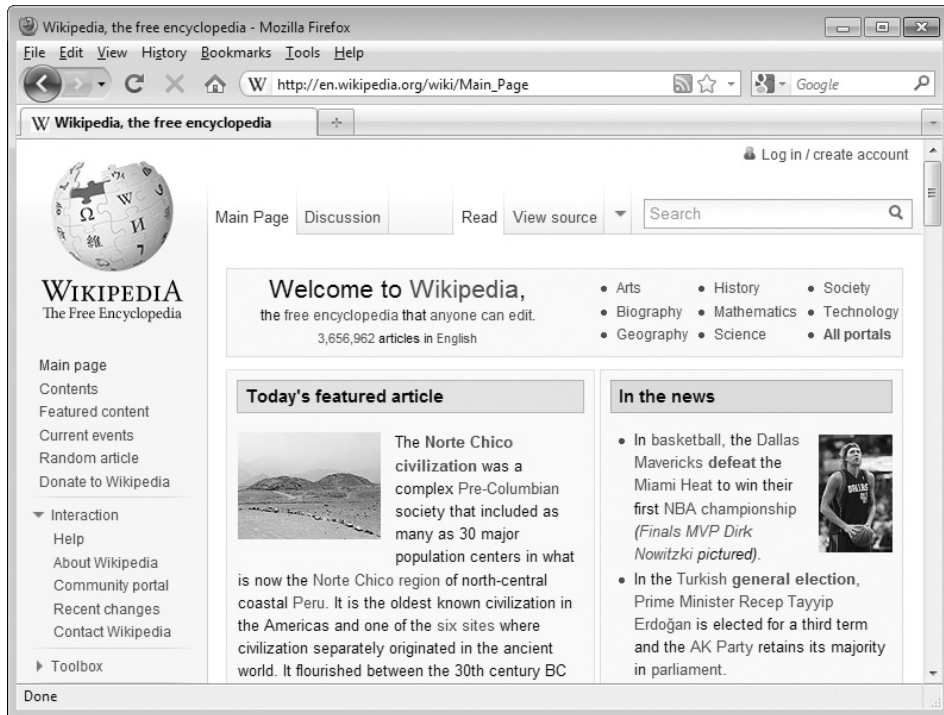 Wikipedia, the free encyclopedia - Mozilla Firefox
File Edit View History Bookmarks Tools Help
W http://en.wikipedia.org/wiki/Main_Page Google
W Wikipedia, the free encyclopedia
Log in / create account
Main Page Discussion Read View source Search
Ω W И 維
WIKIPEDIA
The Free Encyclopedia
Main page
Contents
Featured content
Current events
Random article
Donate to Wikipedia
Interaction
Help
About Wikipedia
Community portal
Recent changes
Contact Wikipedia
Toolbox
Welcome to Wikipedia,
the free encyclopedia that anyone can edit.
3,656,962 articles in English
• Arts • History • Society
• Biography • Mathematics • Technology
• Geography • Science • All portals
Today's featured article
The Norte Chico
civilization was a
complex Pre-Columbian
society that included as
many as 30 major
population centers in what
is now the Norte Chico region of north-central
coastal Peru. It is the oldest known civilization in
the Americas and one of the six sites where
civilization separately originated in the ancient
world. It flourished between the 30th century BC
In the news
• In basketball, the Dallas
Mavericks defeat the
Miami Heat to win their
first NBA championship
(Finals MVP Dirk
Nowitzki pictured).
• In the Turkish general election,
Prime Minister Recep Tayyip
Erdoğan is elected for a third term
and the AK Party retains its majority
in parliament.
DALLAS
41
Done